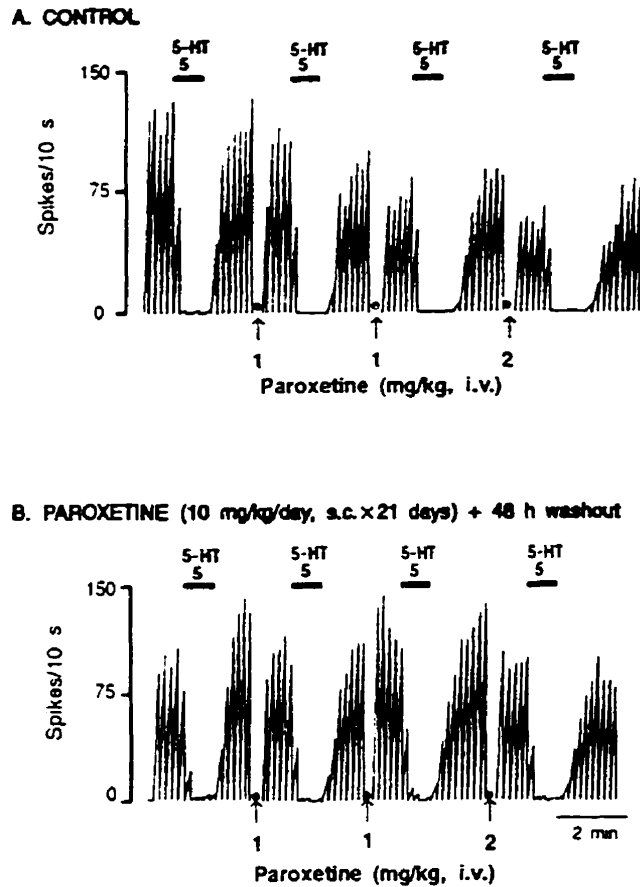 A. CONTROL
5-HT 5-HT 5-HT 5-HT
5 5 5 5
150
75
0
Spikes/10 s
1 1 2
Paroxetine (mg/kg, i.v.)
B. PAROXETINE (10 mg/kg/day, s.c. × 21 days) + 48 h washout
5-HT 5-HT 5-HT 5-HT
5 5 5 5
150
75
0
Spikes/10 s
2 min
1 1 2
Paroxetine (mg/kg, i.v.)